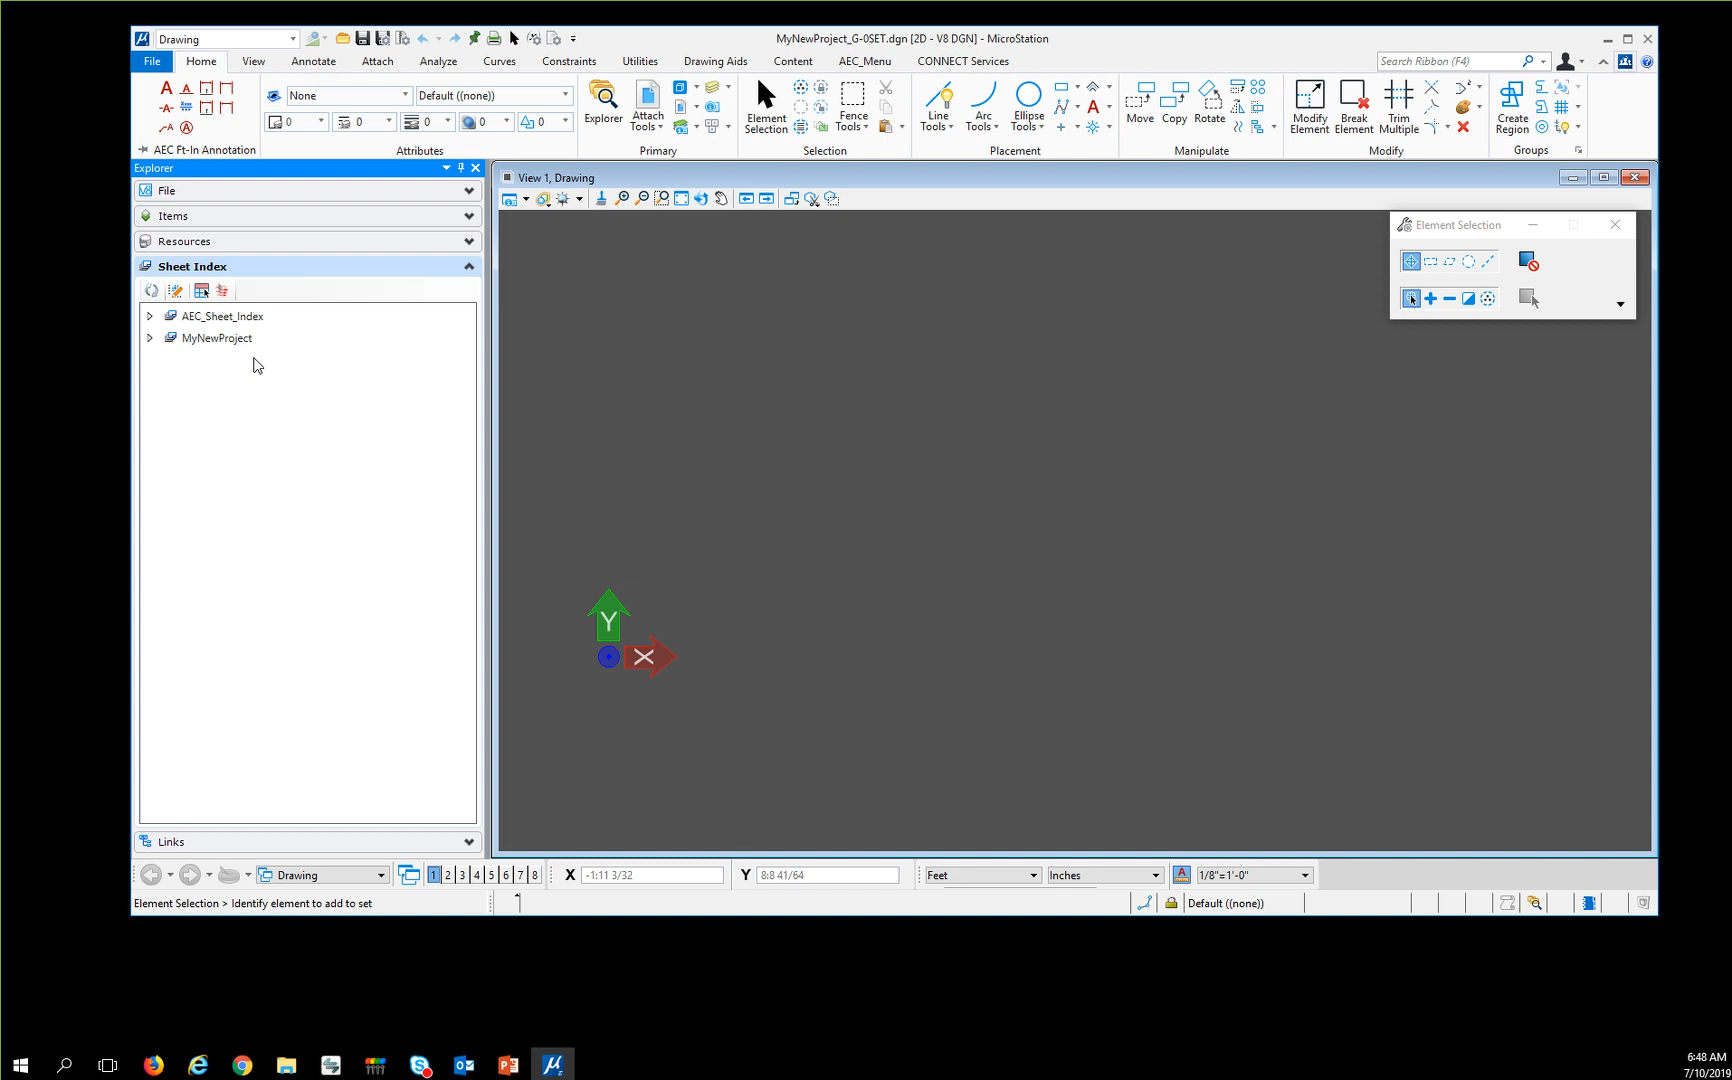 Drawing
MyNewProject_G-0SET.dgn [2D - V8 DGN] - MicroStation
File Home View Annotate Attach Analyze Curves Constraints Utilities Drawing Aids Content AEC_Menu CONNECT Services
Search Ribbon (F4)
None
Default ((none))
0 0 0 0 0
Explorer
Attach Tools
Element Selection
Fence Tools
Line Tools
Arc Tools
Ellipse Tools
Move Copy Rotate
Modify Element
Break Element
Trim Multiple
Create Region
AEC Ft-In Annotation Attributes Primary Selection Placement Manipulate Modify Groups
Explorer
File
Items
Resources
Sheet Index
AEC_Sheet_Index
MyNewProject
Links
View 1, Drawing
Element Selection
Y
X
Drawing
1 2 3 4 5 6 7 8
X -1:11 3/32
Y 8:8 41/64
Feet
Inches
1/8"=1'-0"
Element Selection > Identify element to add to set
Default ((none))
6:48 AM
7/10/2019